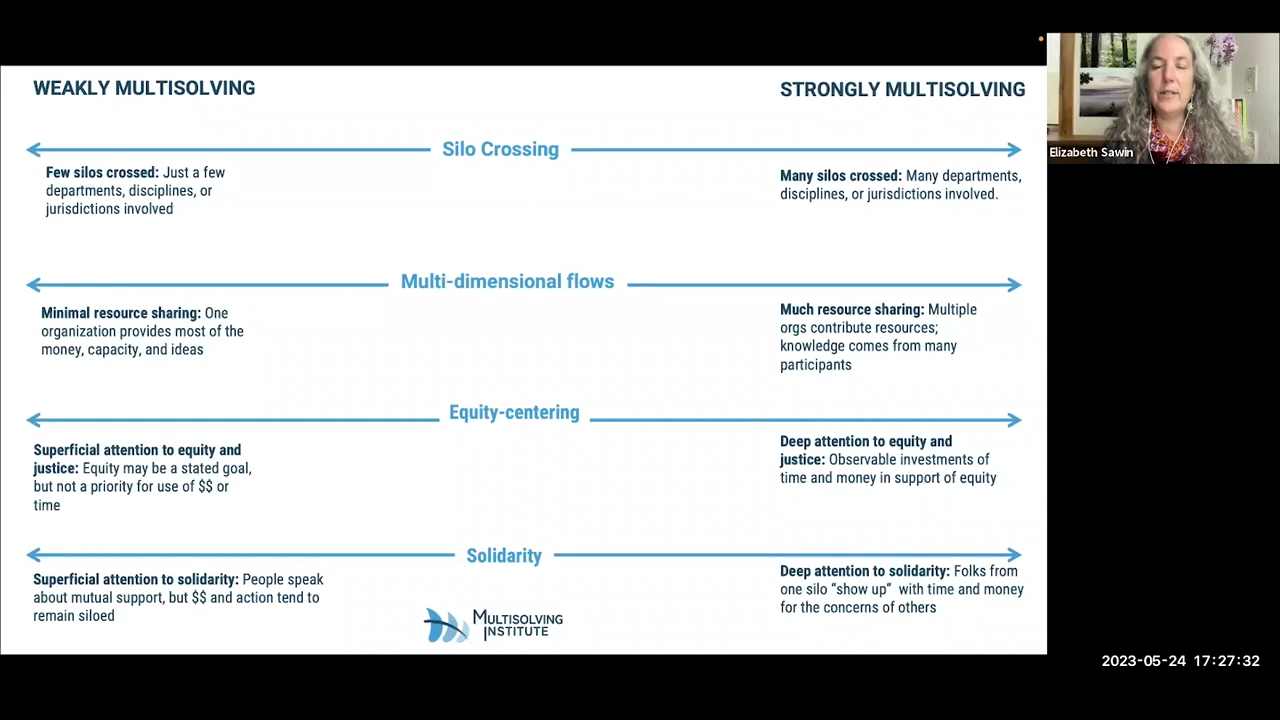 WEAKLY MULTISOLVING
STRONGLY MULTISOLVING
Silo Crossing
Few silos crossed: Just a few
departments, disciplines, or
jurisdictions involved
Many silos crossed: Many departments,
disciplines, or jurisdictions involved.
Multi-dimensional flows
Minimal resource sharing: One
organization provides most of the
money, capacity, and ideas
Much resource sharing: Multiple
orgs contribute resources;
knowledge comes from many
participants
Equity-centering
Superficial attention to equity and
justice: Equity may be a stated goal,
but not a priority for use of $$ or
time
Deep attention to equity and
justice: Observable investments of
time and money in support of equity
Solidarity
Superficial attention to solidarity: People speak
about mutual support, but $$ and action tend to
remain siloed
Deep attention to solidarity: Folks from
one silo “show up”  with time and money
for the concerns of others
MULTISOLVING
INSTITUTE
Elizabeth Sawin
2023-05-24 17:27:32